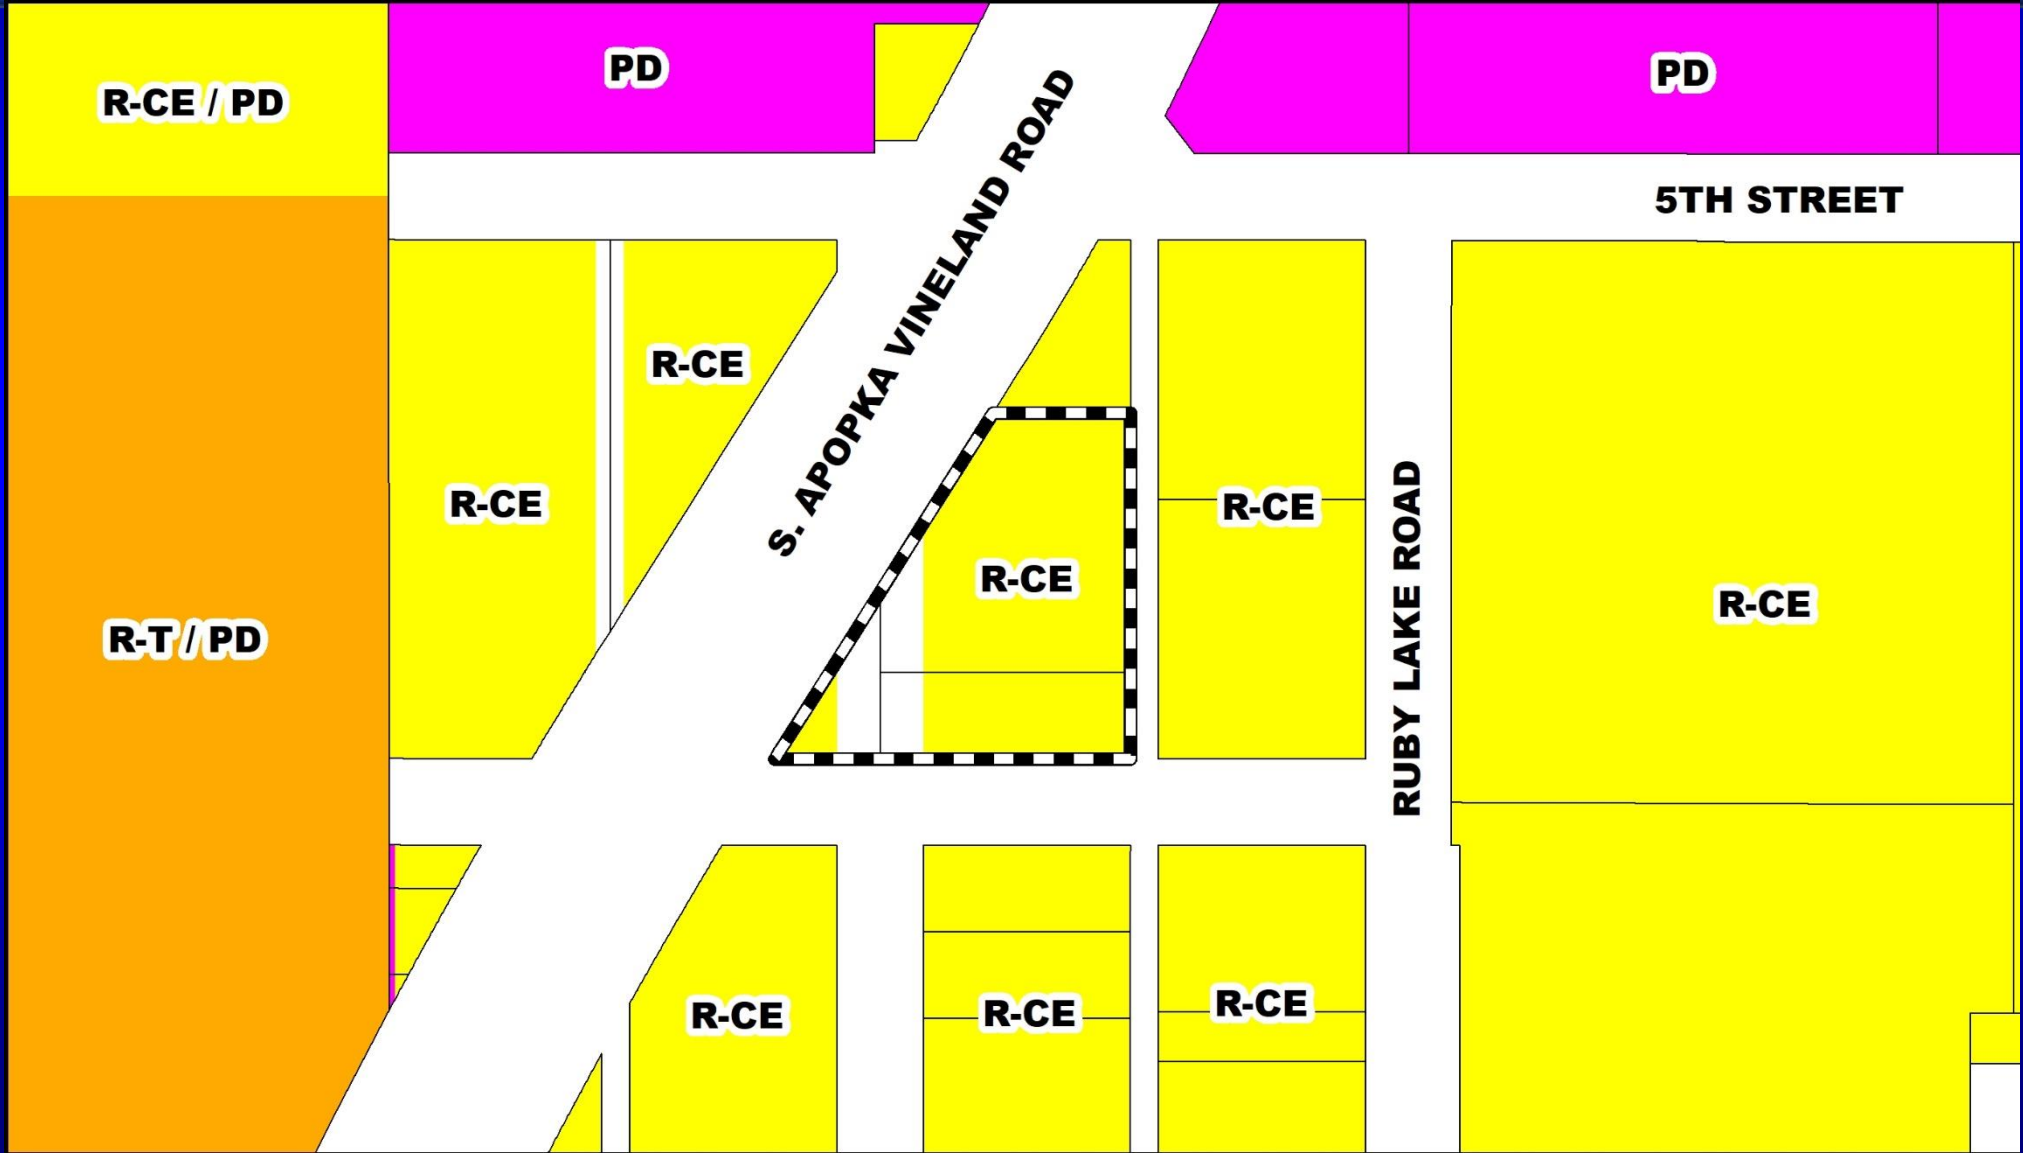 PD
PD
R-CE / PD
5TH STREET
S. APOPKA VINELAND ROAD
R-CE
R-CE
R-CE
R-CE
R-CE
R-T / PD
RUBY LAKE ROAD
R-CE
R-CE
R-CE